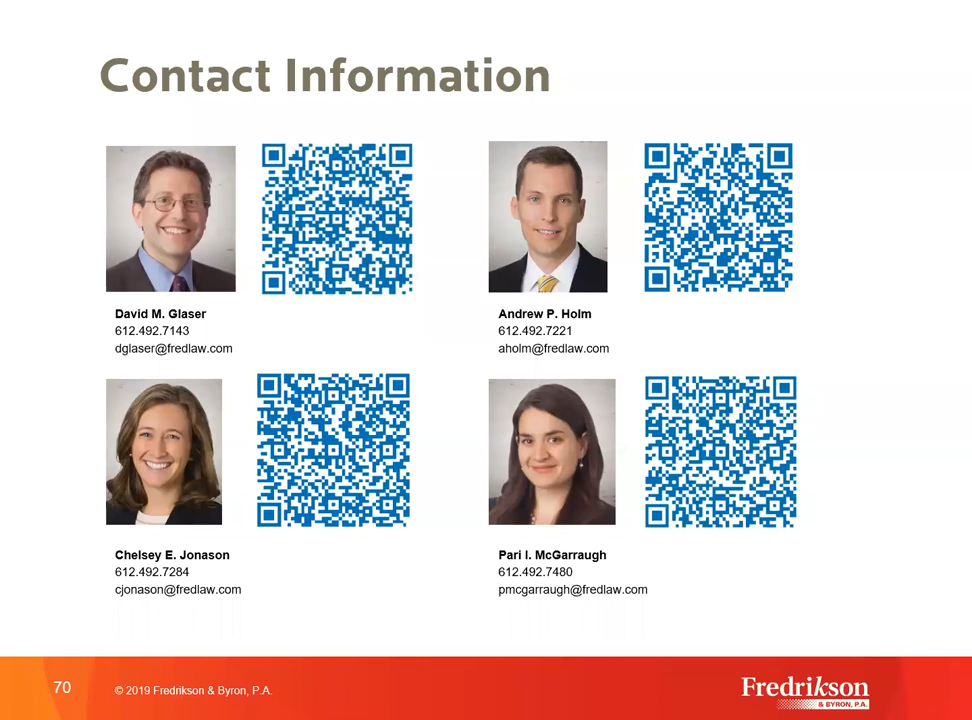 Contact Information
David M. Glaser
612.492.7143
dglaser@fredlaw.com
Andrew P. Holm
612.492.7221
aholm@fredlaw.com
Chelsey E. Jonason
612.492.7284
cjonason@fredlaw.com
Pari I. McGarraugh
612.492.7480
pmcgarraugh@fredlaw.com
70
© 2019 Fredrikson & Byron, P.A.
Fredrikson
& BYRON, P.A.